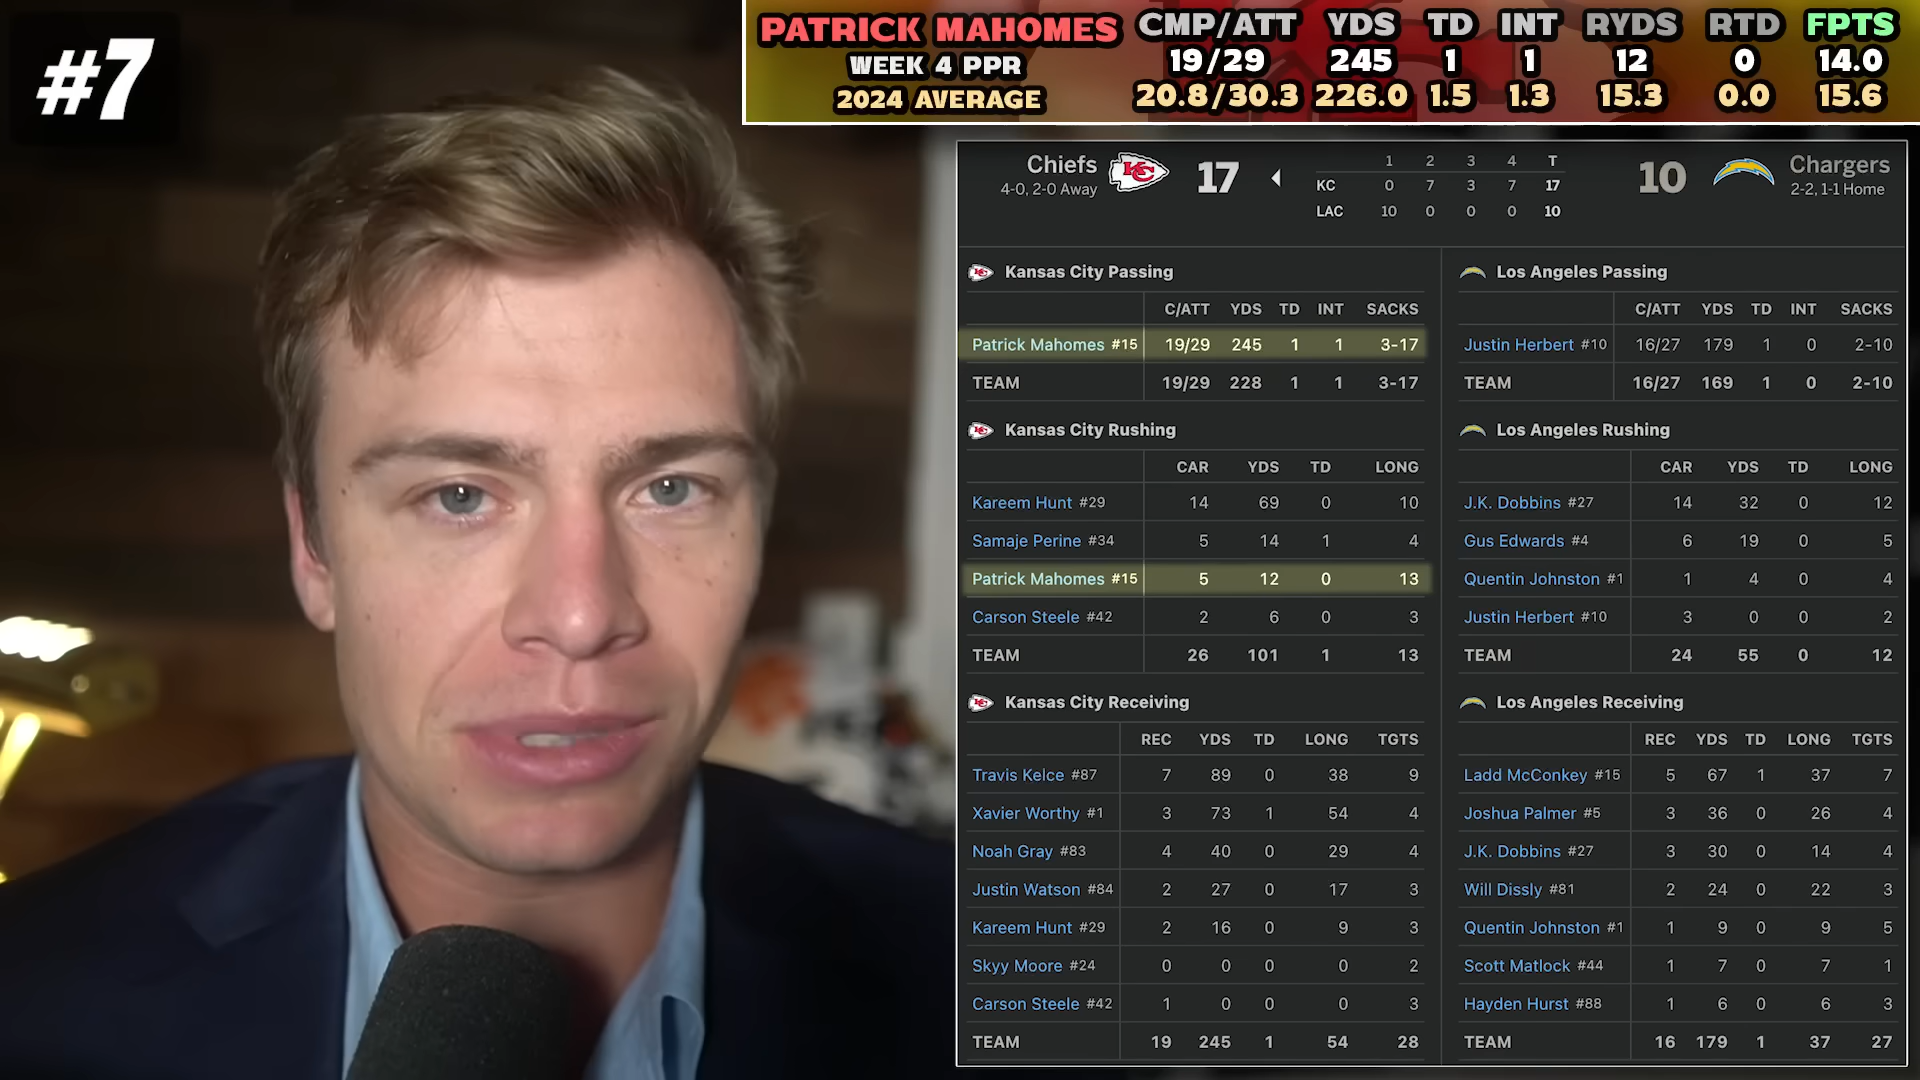 #7
PATRICK MAHOMES CMP/ATT YDS TD INT RYDS RTD FPTS
WEEK 4 PPR 19/29 245 1 1 12 0 14.0
2024 AVERAGE 20.8/30.3 226.0 1.5 1.3 15.3 0.0 15.6
Chiefs 17 1 2 3 4 T 10 Chargers
4-0, 2-0 Away KC 0 7 3 7 17 2-2, 1-1 Home
LAC 10 0 0 0 10
Kansas City Passing
C/ATT YDS TD INT SACKS
Patrick Mahomes #15 19/29 245 1 1 3-17
TEAM 19/29 228 1 1 3-17
Kansas City Rushing
CAR YDS TD LONG
Kareem Hunt #29 14 69 0 10
Samaje Perine #34 5 14 1 4
Patrick Mahomes #15 5 12 0 13
Carson Steele #42 2 6 0 3
TEAM 26 101 1 13
Kansas City Receiving
REC YDS TD LONG TGTS
Travis Kelce #87 7 89 0 38 9
Xavier Worthy #1 3 73 1 54 4
Noah Gray #83 4 40 0 29 4
Justin Watson #84 2 27 0 17 3
Kareem Hunt #29 2 16 0 9 3
Skyy Moore #24 0 0 0 0 2
Carson Steele #42 1 0 0 0 3
TEAM 19 245 1 54 28
Los Angeles Passing
C/ATT YDS TD INT SACKS
Justin Herbert #10 16/27 179 1 0 2-10
TEAM 16/27 169 1 0 2-10
Los Angeles Rushing
CAR YDS TD LONG
J.K. Dobbins #27 14 32 0 12
Gus Edwards #4 6 19 0 5
Quentin Johnston #1 1 4 0 4
Justin Herbert #10 3 0 0 2
TEAM 24 55 0 12
Los Angeles Receiving
REC YDS TD LONG TGTS
Ladd McConkey #15 5 67 1 37 7
Joshua Palmer #5 3 36 0 26 4
J.K. Dobbins #27 3 30 0 14 4
Will Dissly #81 2 24 0 22 3
Quentin Johnston #1 1 9 0 9 5
Scott Matlock #44 1 7 0 7 1
Hayden Hurst #88 1 6 0 6 3
TEAM 16 179 1 37 27